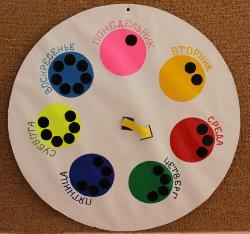 ПОНЕДЕЛЬНИК
ВТОРНИК
СРЕДА
ЧЕТВЕРГ
ПЯТНИЦА
СУББОТА
ВОСКРЕСЕНЬЕ